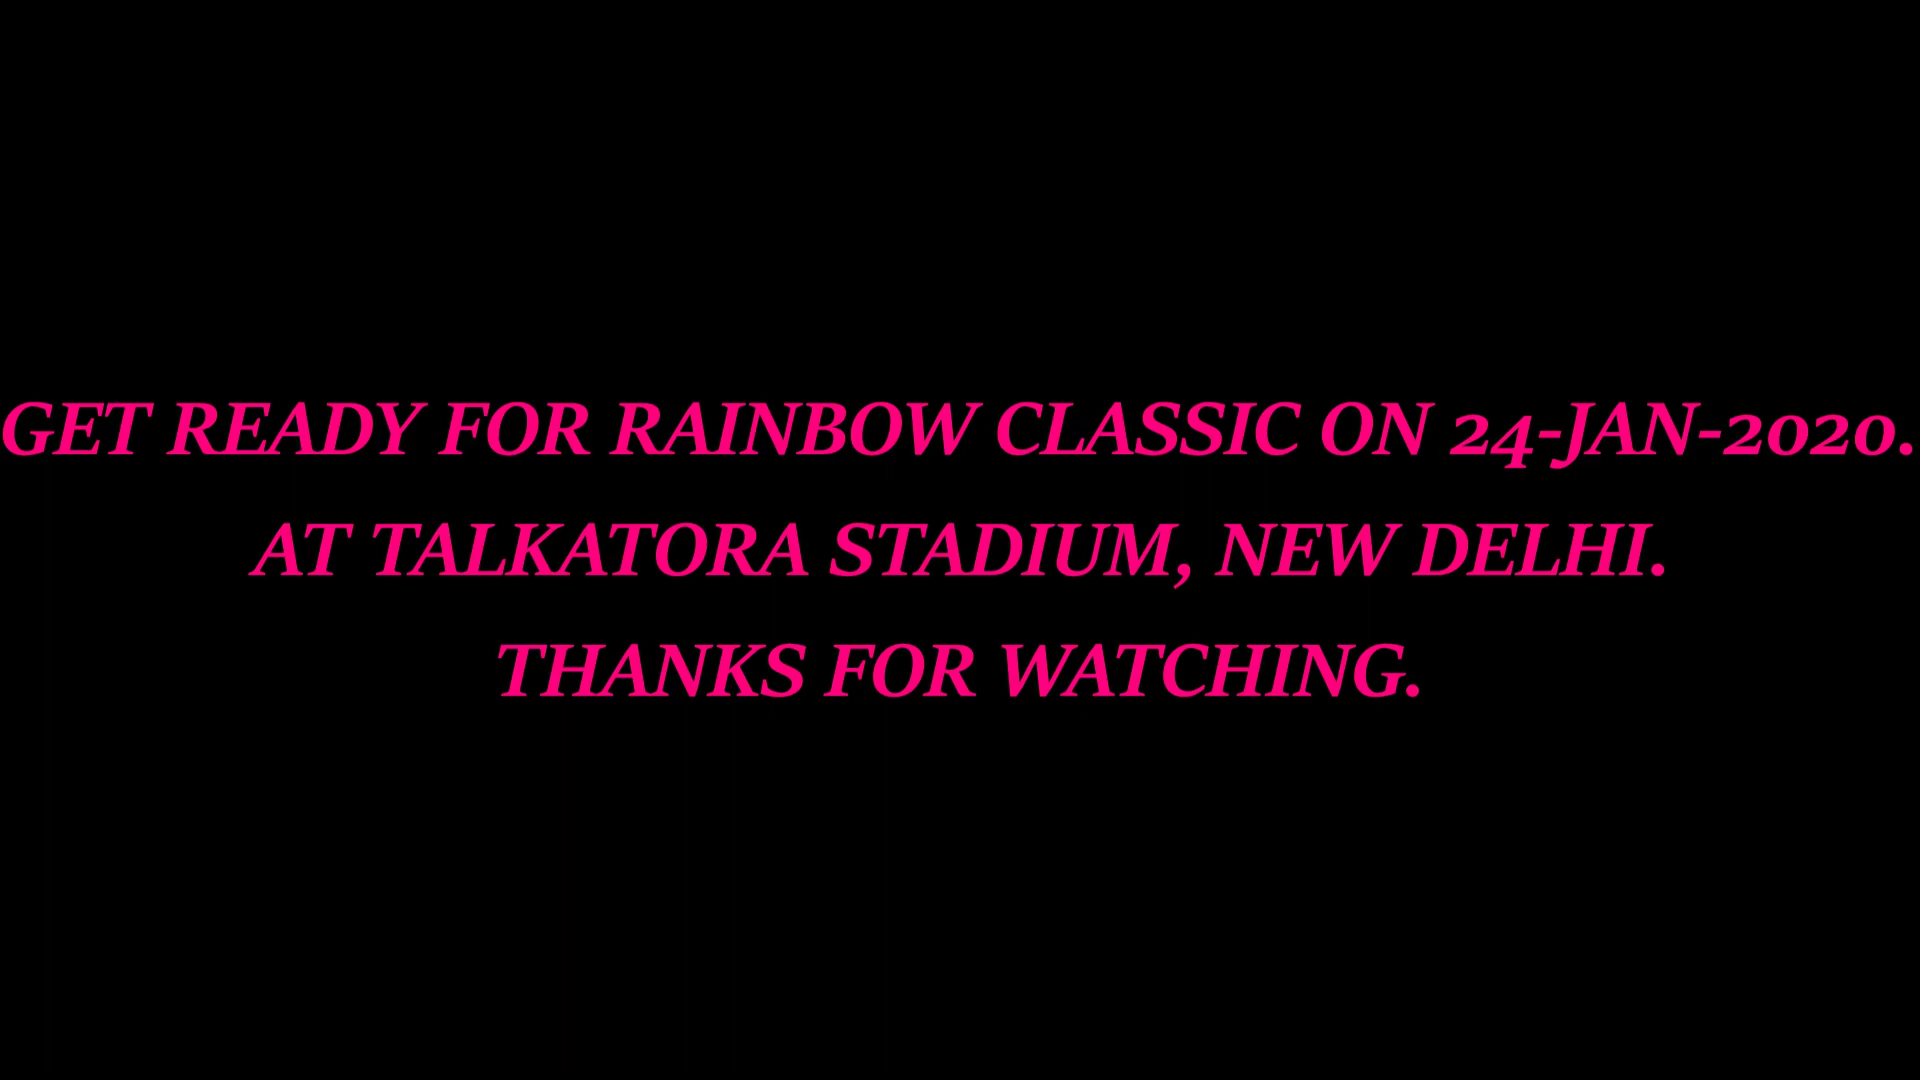 GET READY FOR RAINBOW CLASSIC ON 24-JAN-2020.
AT TALKATORA STADIUM, NEW DELHI.
THANKS FOR WATCHING.